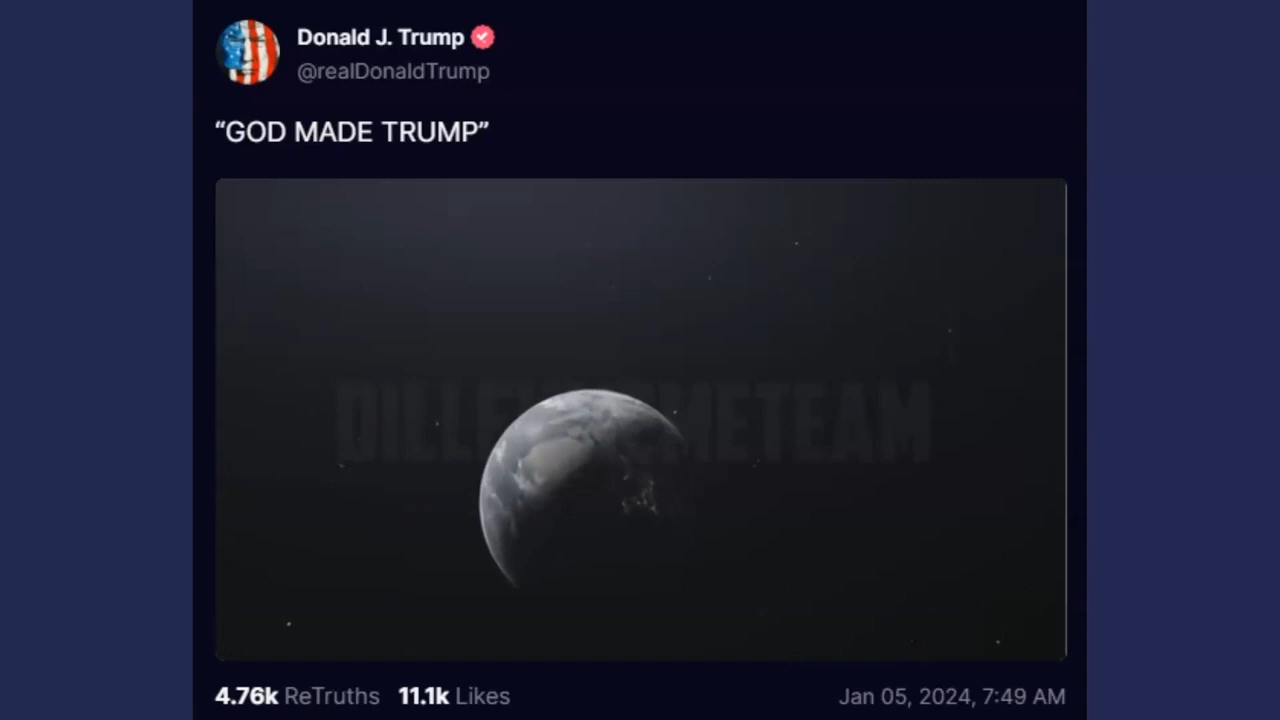 Donald J. Trump
@realDonaldTrump
“GOD MADE TRUMP”
4.76k ReTruths 11.1k Likes
Jan 05, 2024, 7:49 AM